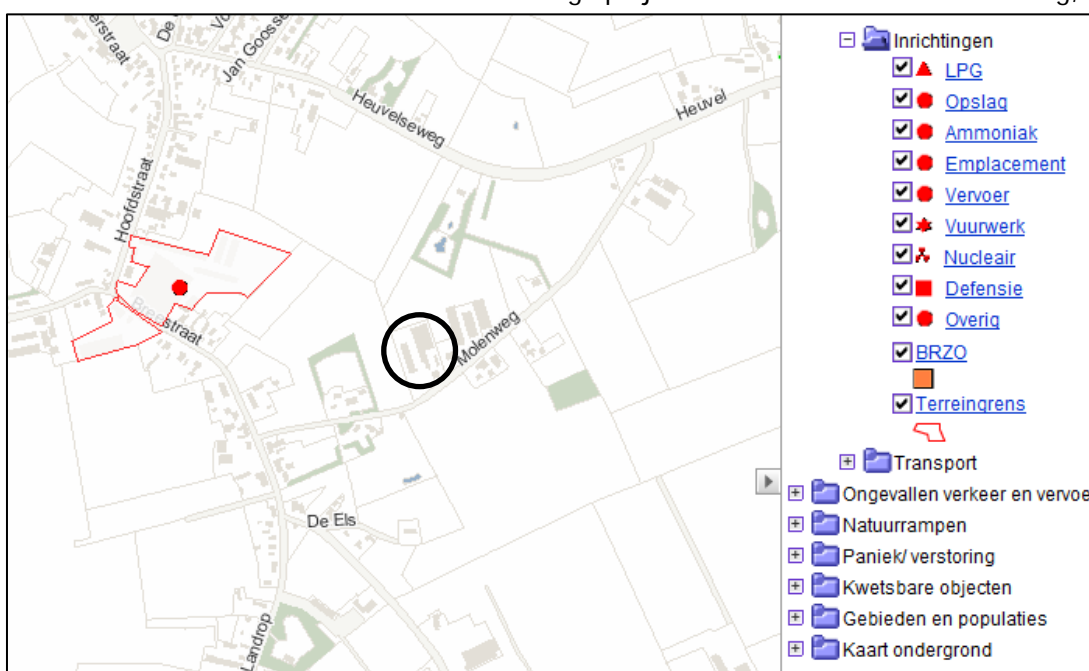 Inrichtingen
LPG
Opslag
Ammoniak
Emplacement
Vervoer
Vuurwerk
Nucleair
Defensie
Overig
BRZO
Terreingrens
Transport
Ongevallen verkeer en vervoe
Natuurrampen
Paniek/ verstoring
Kwetsbare objecten
Gebieden en populaties
Kaart ondergrond
Jan Goosse
Heuvelseweg
Heuvel
Hoofdstraat
Molenweg
De Els
Landrop